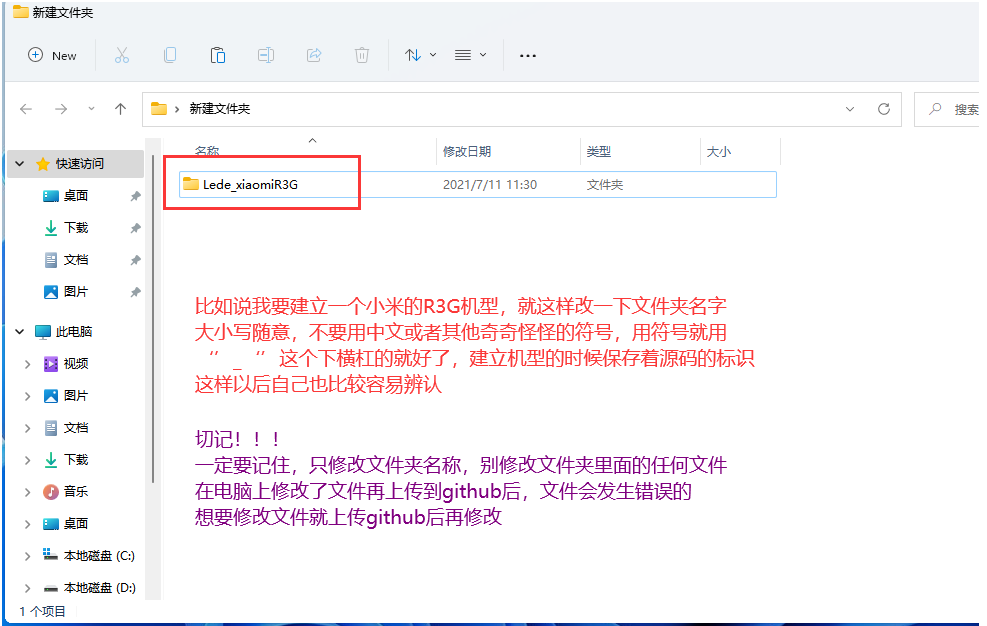 新建文件夹
New
新建文件夹
搜索
名称
修改日期
类型
大小
快速访问
Lede_xiaomiR3G
2021/7/11 11:30
文件夹
桌面
下载
文档
图片
此电脑
视频
图片
文档
下载
音乐
桌面
本地磁盘 (C:)
本地磁盘 (D:)
比如说我要建立一个小米的R3G机型，就这样改一下文件夹名字
大小写随意，不要用中文或者其他奇奇怪怪的符号，用符号就用
“ _ “ 这个下横杠的就好了，建立机型的时候保存着源码的标识
这样以后自己也比较容易辨认
切记！！！
一定要记住，只修改文件夹名称，别修改文件夹里面的任何文件
在电脑上修改了文件再上传到github后，文件会发生错误的
想要修改文件就上传github后再修改
1 个项目